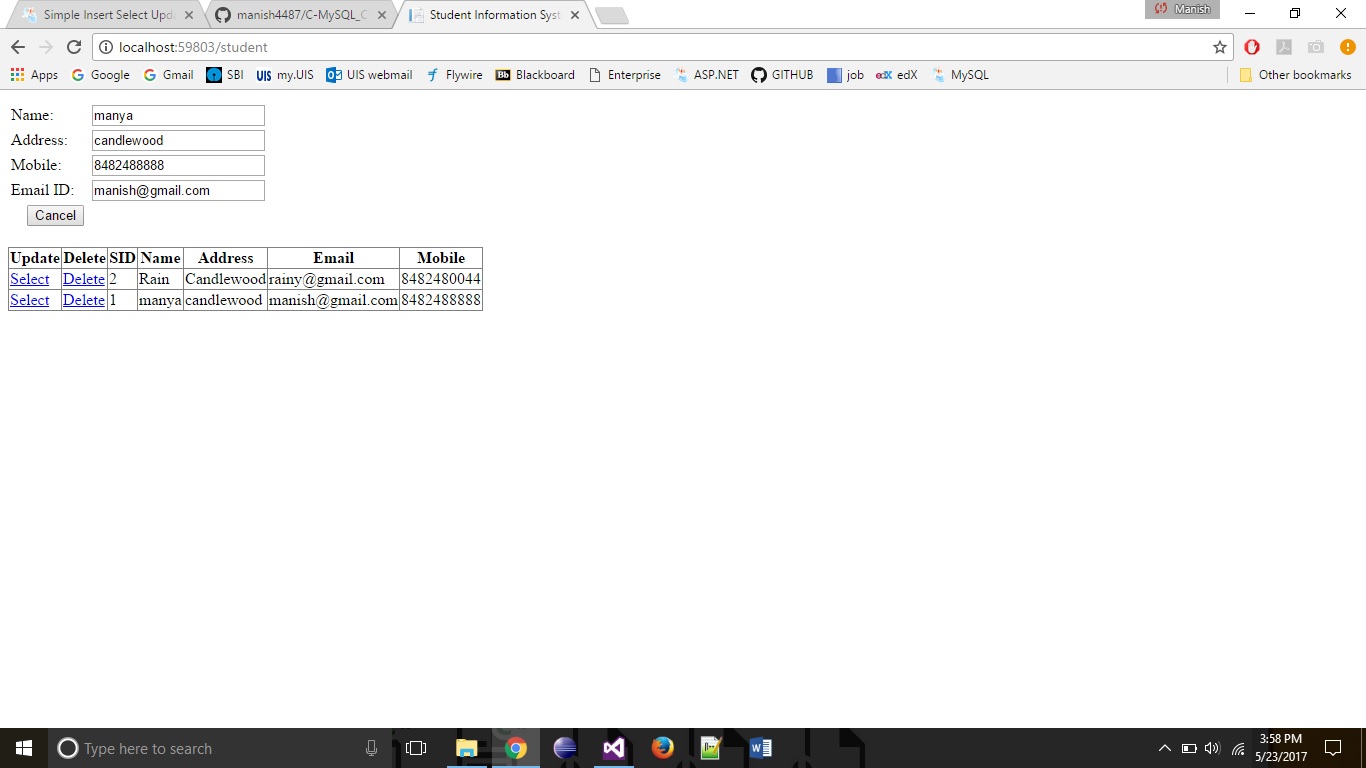 Simple Insert Select Upda
manish4487/C-MySQL_C
Student Information Syst
Manish
localhost:59803/student
Apps Google Gmail SBI my.UIS UIS webmail Flywire Blackboard Enterprise ASP.NET GITHUB job edX MySQL Other bookmarks
Name: manya
Address: candlewood
Mobile: 8482488888
Email ID: manish@gmail.com
Cancel
Update Delete SID Name Address Email Mobile
Select Delete 2 Rain Candlewood rainy@gmail.com 8482480044
Select Delete 1 manya candlewood manish@gmail.com 8482488888
Type here to search
3:58 PM
5/23/2017